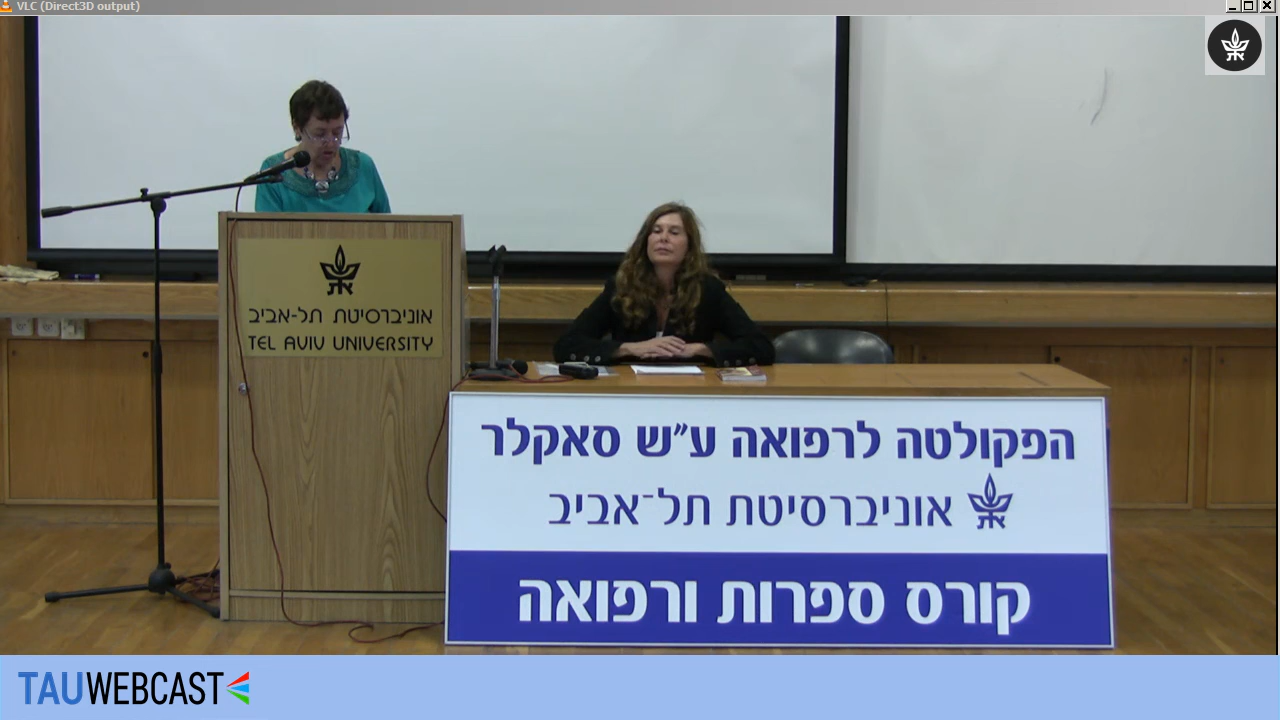 VLC (Direct3D output)
אוניברסיטת תל-אביב
TEL AVIV UNIVERSITY
הפקולטה לרפואה ע״ש סאקלר
אוניברסיטת תל-אביב
קורס ספרות ורפואה
TAUWEBCAST